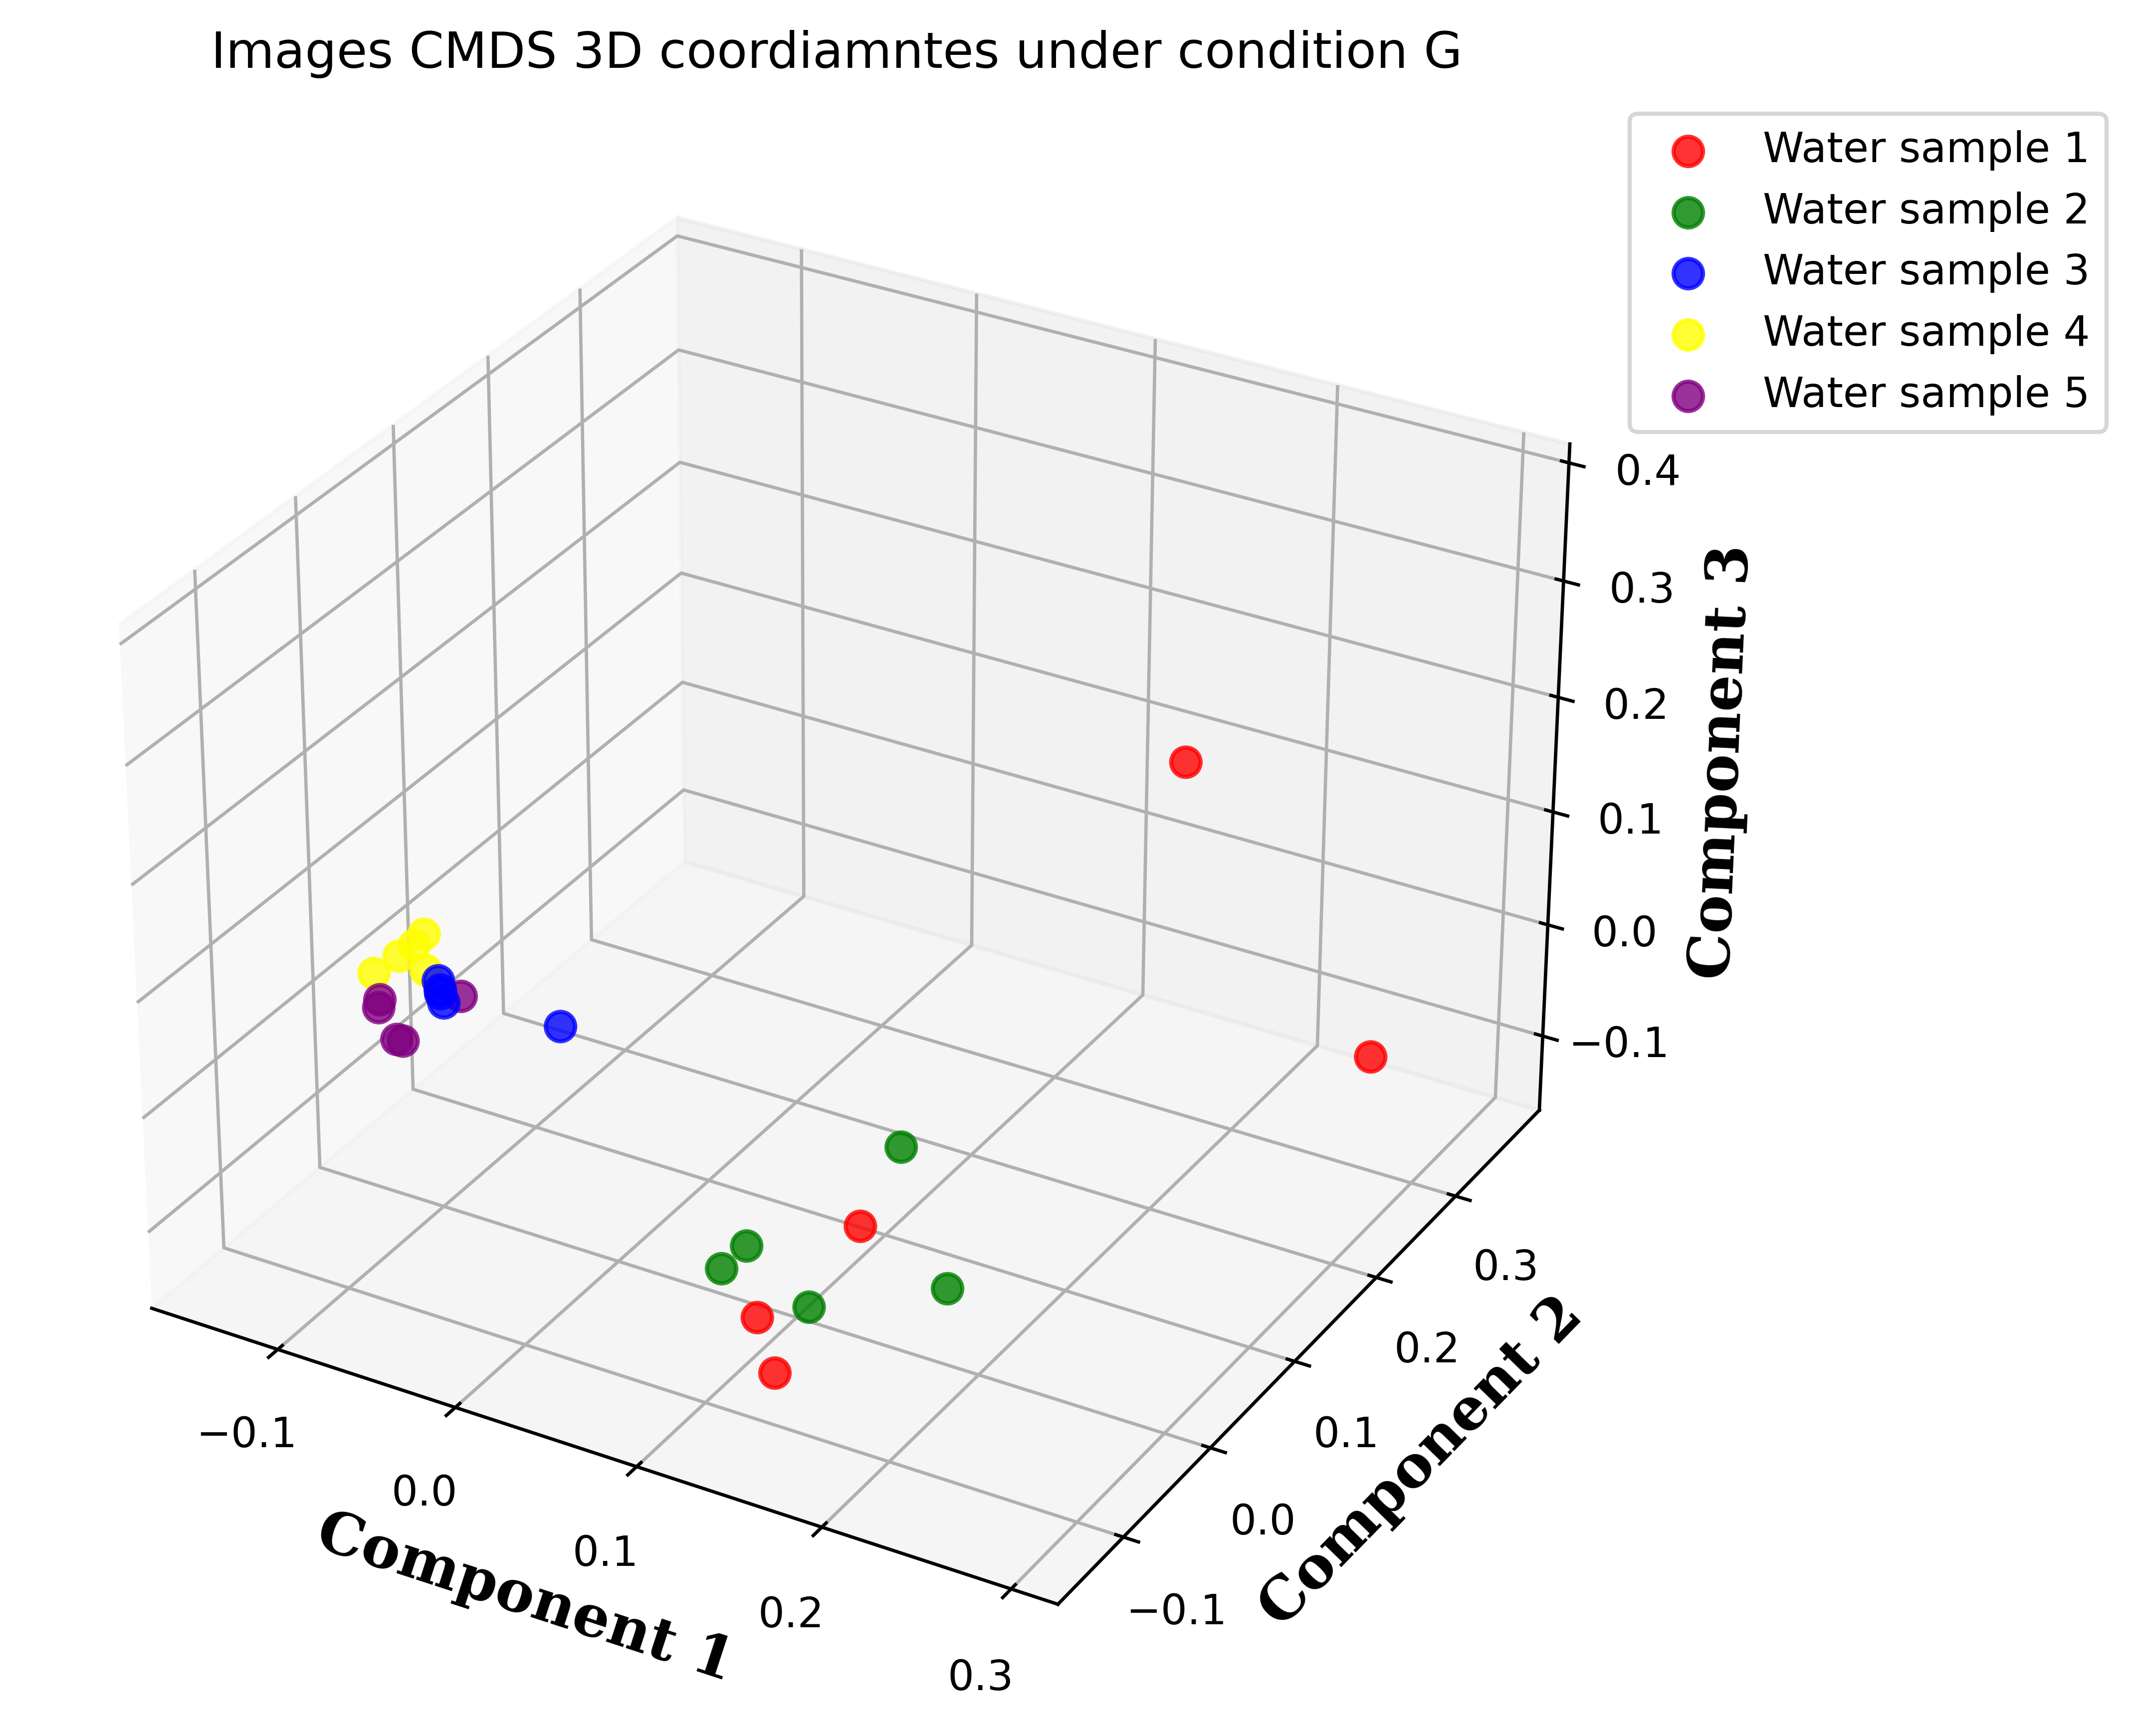 Images CMDS 3D coordiamntes under condition G
Water sample 1
Water sample 2
Water sample 3
Water sample 4
Water sample 5
0.4
0.3
0.2
0.1
0.0
−0.1
Component 3
0.3
0.2
0.1
0.0
−0.1
Component 2
−0.1
0.0
0.1
0.2
0.3
Component 1